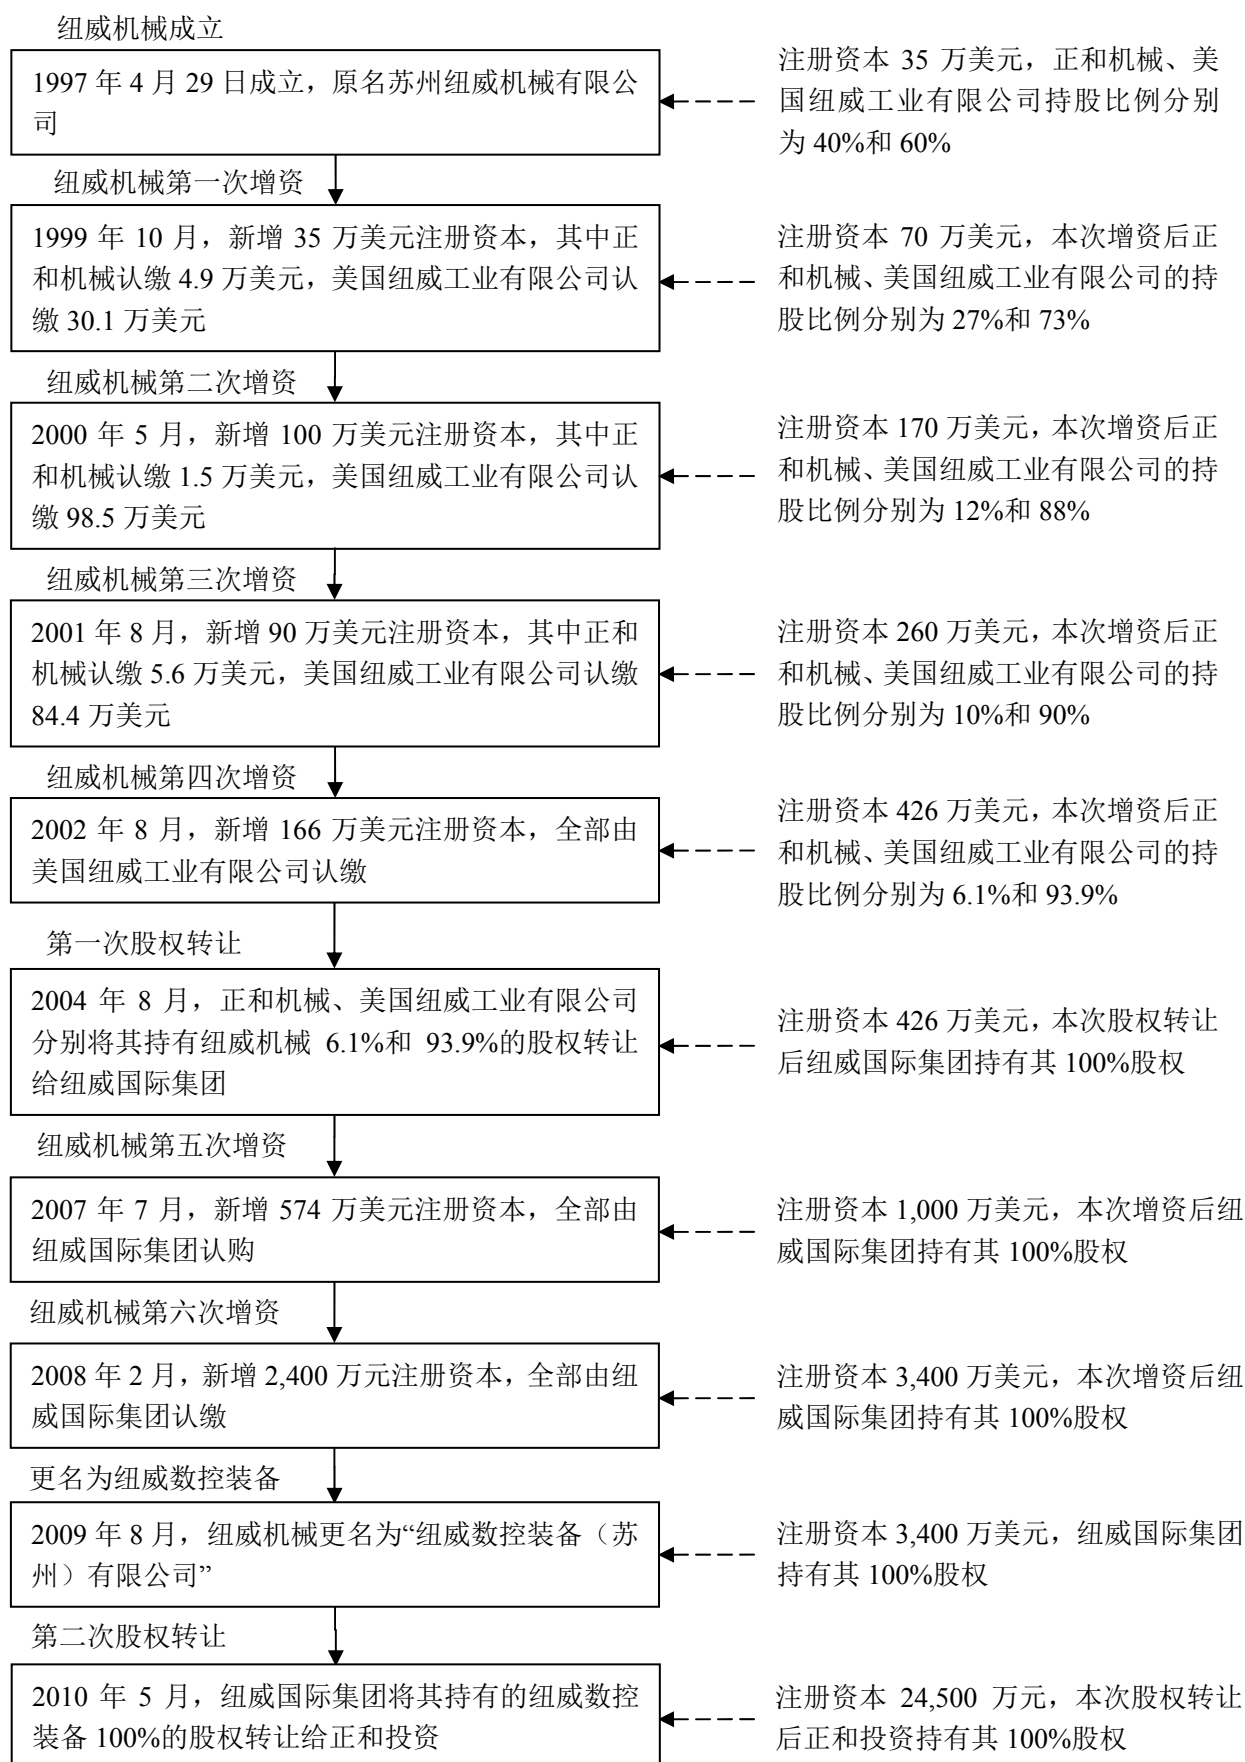 纽威机械成立
1997 年 4 月 29 日成立，原名苏州纽威机械有限公
司
注册资本 35 万美元，正和机械、美
国纽威工业有限公司持股比例分别
为 40%和 60%
纽威机械第一次增资
1999 年 10 月，新增 35 万美元注册资本，其中正
和机械认缴 4.9 万美元，美国纽威工业有限公司认
缴 30.1 万美元
注册资本 70 万美元，本次增资后正
和机械、美国纽威工业有限公司的持
股比例分别为 27%和 73%
纽威机械第二次增资
2000 年 5 月，新增 100 万美元注册资本，其中正
和机械认缴 1.5 万美元，美国纽威工业有限公司认
缴 98.5 万美元
注册资本 170 万美元，本次增资后正
和机械、美国纽威工业有限公司的持
股比例分别为 12%和 88%
纽威机械第三次增资
2001 年 8 月，新增 90 万美元注册资本，其中正和
机械认缴 5.6 万美元，美国纽威工业有限公司认缴
84.4 万美元
注册资本 260 万美元，本次增资后正
和机械、美国纽威工业有限公司的持
股比例分别为 10%和 90%
纽威机械第四次增资
2002 年 8 月，新增 166 万美元注册资本，全部由
美国纽威工业有限公司认缴
注册资本 426 万美元，本次增资后正
和机械、美国纽威工业有限公司的持
股比例分别为 6.1%和 93.9%
第一次股权转让
2004 年 8 月，正和机械、美国纽威工业有限公司
分别将其持有纽威机械 6.1%和 93.9%的股权转让
给纽威国际集团
注册资本 426 万美元，本次股权转让
后纽威国际集团持有其 100%股权
纽威机械第五次增资
2007 年 7 月，新增 574 万美元注册资本，全部由
纽威国际集团认购
注册资本 1,000 万美元，本次增资后纽
威国际集团持有其 100%股权
纽威机械第六次增资
2008 年 2 月，新增 2,400 万元注册资本，全部由纽
威国际集团认缴
注册资本 3,400 万美元，本次增资后纽
威国际集团持有其 100%股权
更名为纽威数控装备
2009 年 8 月，纽威机械更名为“纽威数控装备（苏
州）有限公司”
注册资本 3,400 万美元，纽威国际集团
持有其 100%股权
第二次股权转让
2010 年 5 月，纽威国际集团将其持有的纽威数控
装备 100%的股权转让给正和投资
注册资本 24,500 万元，本次股权转让
后正和投资持有其 100%股权